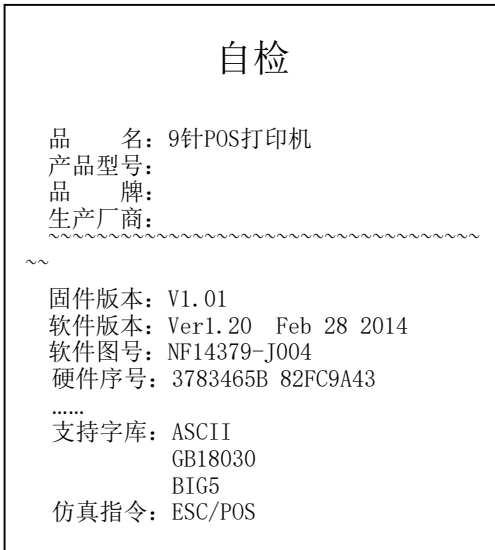 自检
品　　名：9针POS打印机
产品型号：
品　　牌：
生产厂商：
~~~~~~~~~~~~~~~~~~~~~~~~~~~~~~~~~~~~
~~
固件版本：V1.01
软件版本：Ver1.20  Feb 28 2014
软件图号：NF14379-J004
硬件序号：3783465B 82FC9A43
……
支持字库：ASCII
GB18030
BIG5
仿真指令：ESC/POS